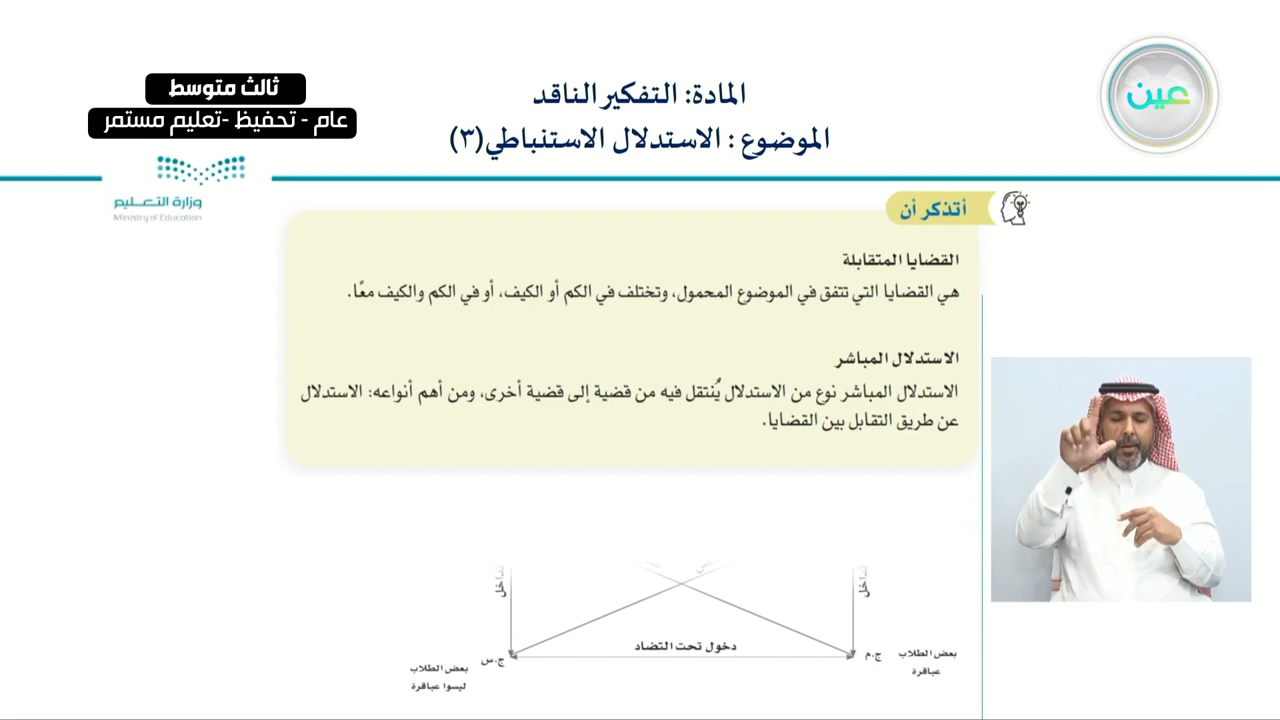 المادة: التفكير الناقد
الموضوع : الاستدلال الاستنباطي(٣)
عين
ثالث متوسط
عام - تحفيظ -تعليم مستمر
وزارة التعـــليم
Ministry of Education
أتذكر أن
القضايا المتقابلة
هي القضايا التي تتفق في الموضوع المحمول، وتختلف في الكم أو الكيف، أو في الكم والكيف معًا.
الاستدلال المباشر
الاستدلال المباشر نوع من الاستدلال يُنتقل فيه من قضية إلى قضية أخرى، ومن أهم أنواعه: الاستدلال
عن طريق التقابل بين القضايا.
دخول تحت التضاد
بعض الطلاب
عباقرة
ج.م
ج.س
بعض الطلاب
ليسوا عباقرة